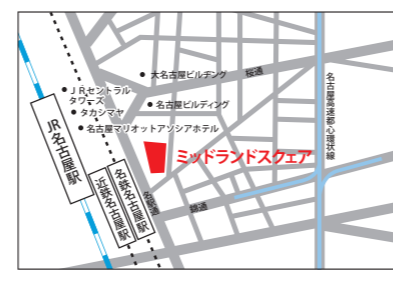 大名古屋ビルヂング
桜通
JRセントラル
タワーズ
タカシマヤ
名古屋ビルディング
名古屋マリオットアソシアホテル
名古屋高速都心環状線
JR名古屋駅
ミッドランドスクェア
近鉄名古屋駅
名鉄名古屋駅
名駅通
錦通